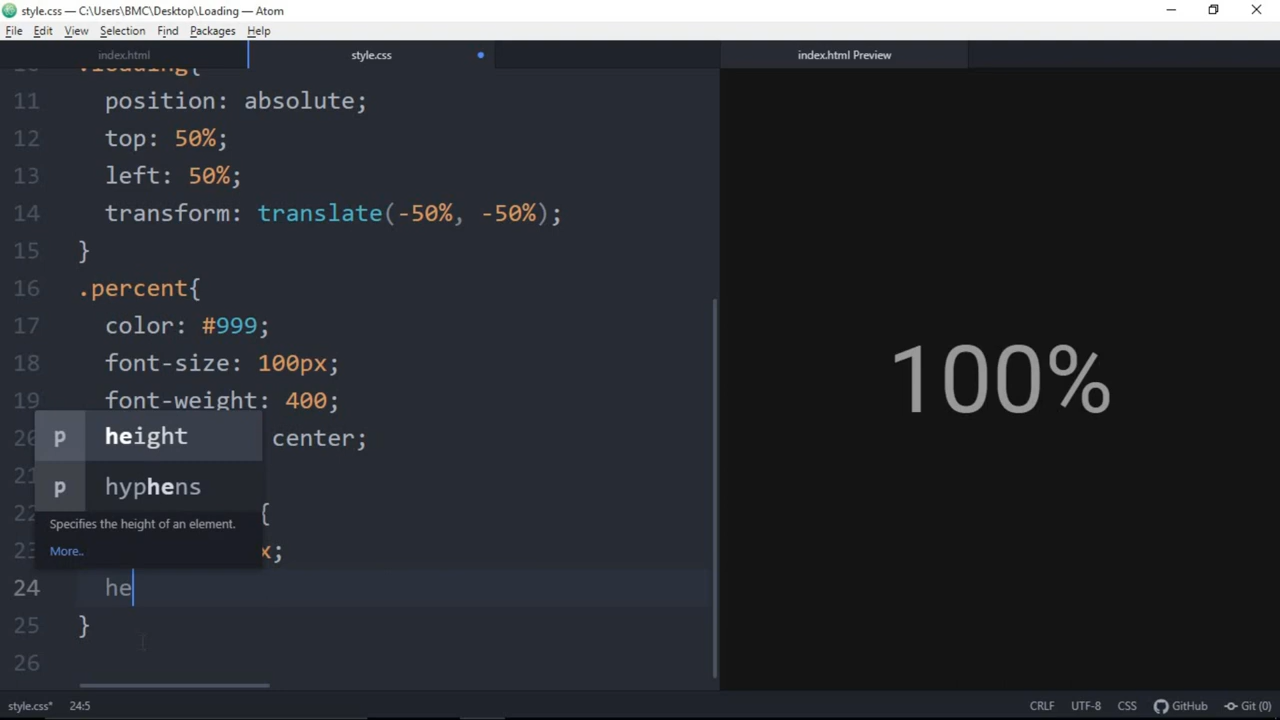 style.css — C:\Users\BMC\Desktop\Loading — Atom
File Edit View Selection Find Packages Help
index.html
style.css
index.html Preview
.loading{
11 position: absolute;
12 top: 50%;
13 left: 50%;
14 transform: translate(-50%, -50%);
15 }
16 .percent{
17 color: #999;
18 font-size: 100px;
19 font-weight: 400;
center;
{
x;
24 he
25 }
26
p height
p hyphens
Specifies the height of an element.
More..
100%
style.css* 24:5
CRLF UTF-8 CSS GitHub Git (0)